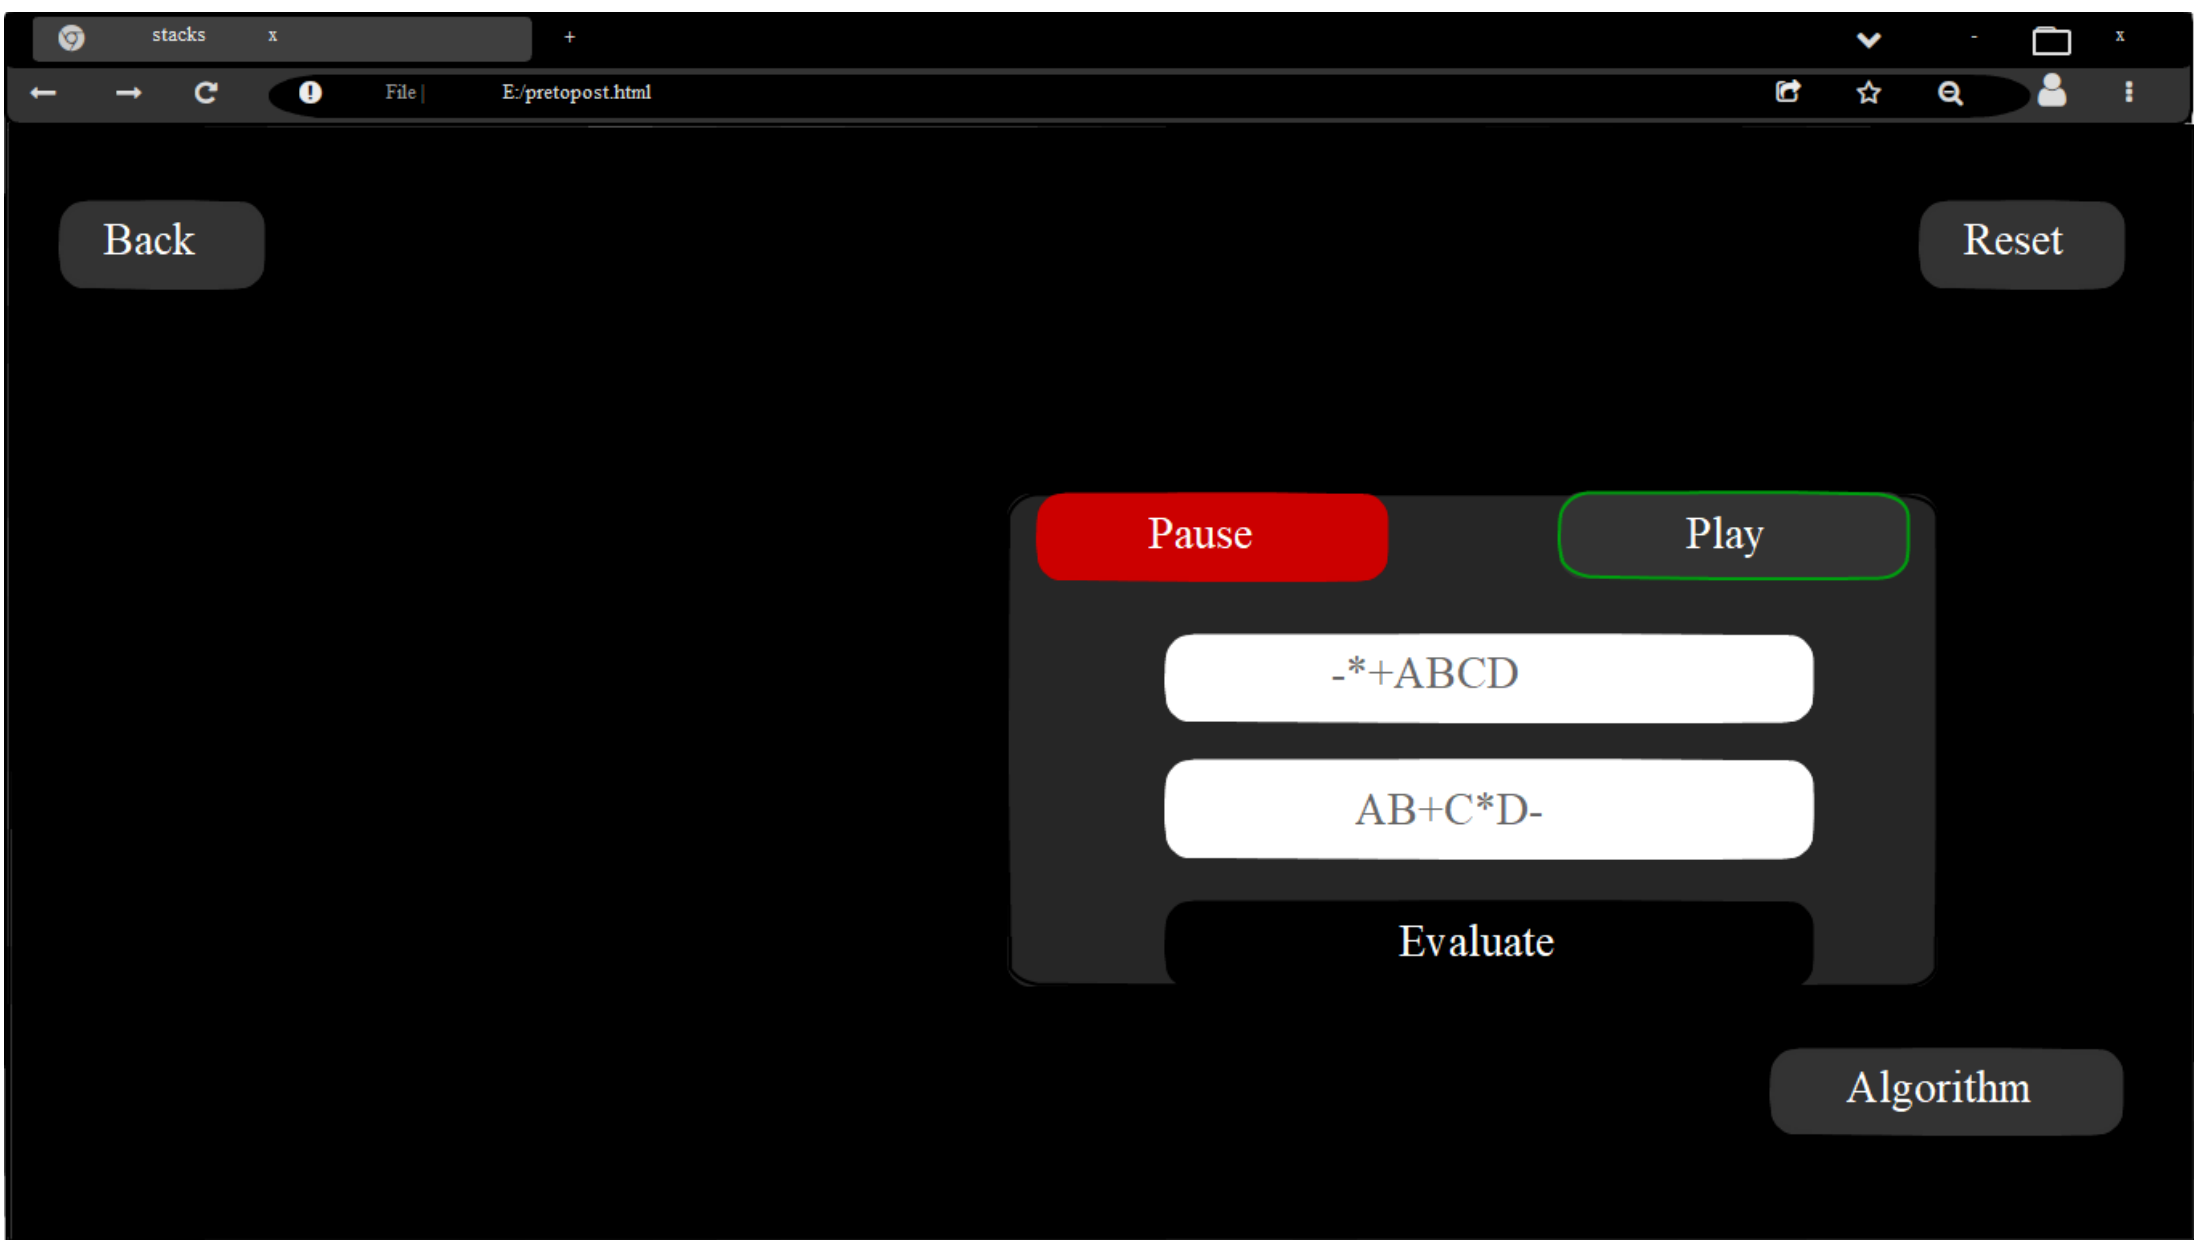 stacks x +
- x
File | E:/pretopost.html
Back
Reset
Pause
Play
-*+ABCD
AB+C*D-
Evaluate
Algorithm